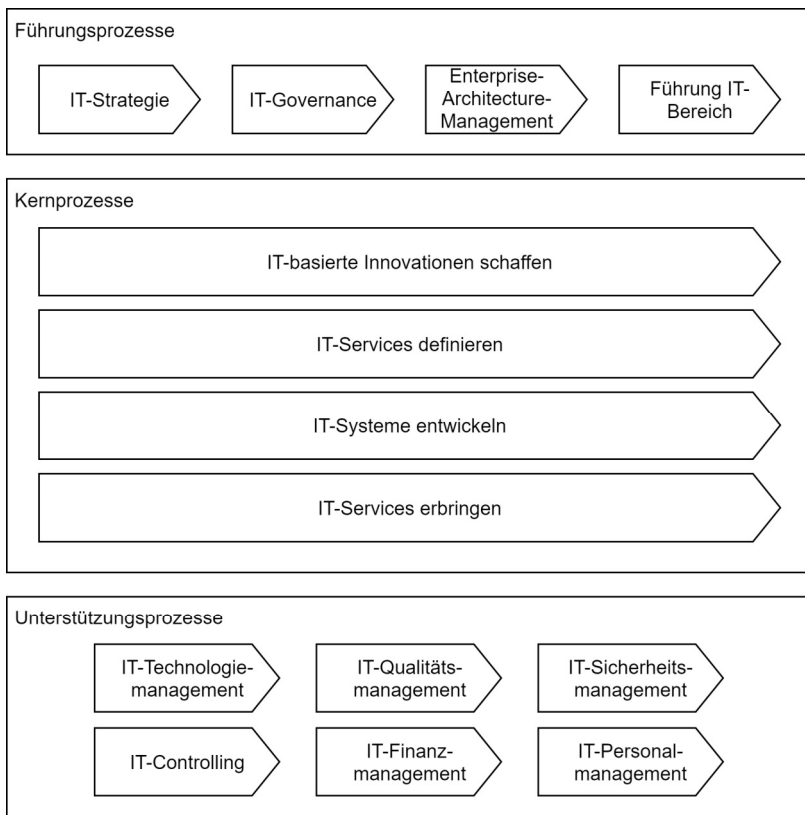 Führungsprozesse
IT-Strategie
IT-Governance
Enterprise-
Architecture-
Management
Führung IT-
Bereich
Kernprozesse
IT-basierte Innovationen schaffen
IT-Services definieren
IT-Systeme entwickeln
IT-Services erbringen
Unterstützungsprozesse
IT-Technologie-
management
IT-Qualitäts-
management
IT-Sicherheits-
management
IT-Controlling
IT-Finanz-
management
IT-Personal-
management